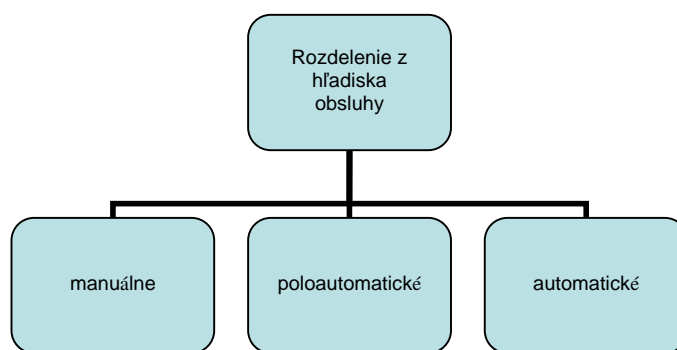 Rozdelenie z
hľadiska
obsluhy
manuálne
poloautomatické
automatické